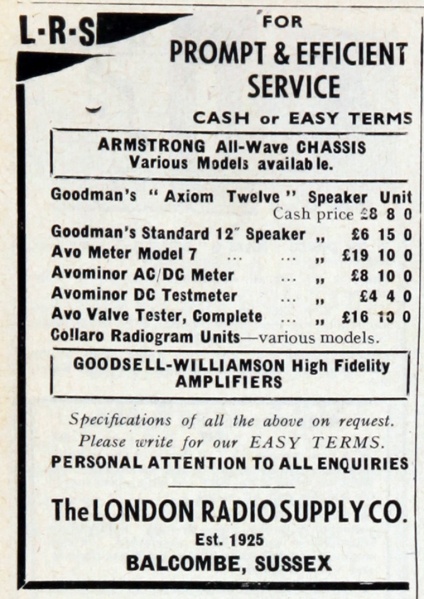 L·R·S
FOR
PROMPT & EFFICIENT
SERVICE
CASH or EASY TERMS
ARMSTRONG All-Wave CHASSIS
Various Models available.
Goodman's "Axiom Twelve" Speaker Unit
Cash price £8 8 0
Goodman's Standard 12" Speaker „ £6 15 0
Avo Meter Model 7 ... ... „ £19 10 0
Avominor AC/DC Meter ... „ £8 10 0
Avominor DC Testmeter ... „ £4 4 0
Avo Valve Tester, Complete ... „ £16 10 0
Collaro Radiogram Units—various models.
GOODSELL-WILLIAMSON High Fidelity
AMPLIFIERS
Specifications of all the above on request.
Please write for our EASY TERMS.
PERSONAL ATTENTION TO ALL ENQUIRIES
The LONDON RADIO SUPPLY CO.
Est. 1925
BALCOMBE, SUSSEX